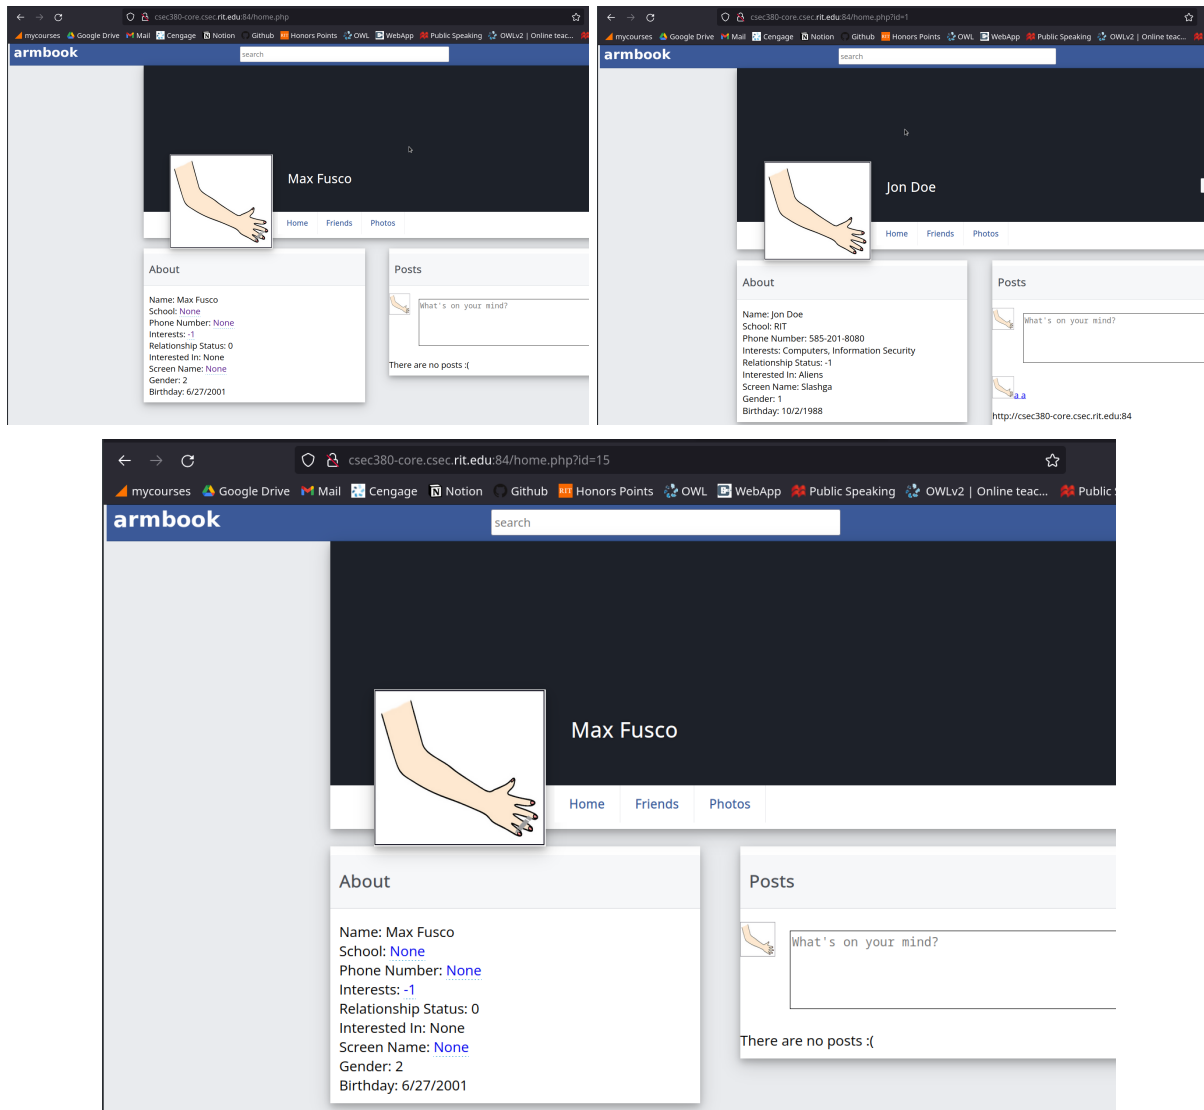 csec380-core.csec.rit.edu:84/home.php
mycourses Google Drive Mail Cengage Notion Github Honors Points OWL WebApp Public Speaking OWLv2 | Online teac...
armbook search
Max Fusco
Home Friends Photos
About
Name: Max Fusco
School: None
Phone Number: None
Interests: -1
Relationship Status: 0
Interested In: None
Screen Name: None
Gender: 2
Birthday: 6/27/2001
Posts
What's on your mind?
There are no posts :(
csec380-core.csec.rit.edu:84/home.php?id=1
mycourses Google Drive Mail Cengage Notion Github Honors Points OWL WebApp Public Speaking OWLv2 | Online teac...
armbook search
Jon Doe
Home Friends Photos
About
Name: Jon Doe
School: RIT
Phone Number: 585-201-8080
Interests: Computers, Information Security
Relationship Status: -1
Interested In: Aliens
Screen Name: Slashga
Gender: 1
Birthday: 10/2/1988
Posts
What's on your mind?
a a
http://csec380-core.csec.rit.edu:84
csec380-core.csec.rit.edu:84/home.php?id=15
mycourses Google Drive Mail Cengage Notion Github Honors Points OWL WebApp Public Speaking OWLv2 | Online teac... Public
armbook search
Max Fusco
Home Friends Photos
About
Name: Max Fusco
School: None
Phone Number: None
Interests: -1
Relationship Status: 0
Interested In: None
Screen Name: None
Gender: 2
Birthday: 6/27/2001
Posts
What's on your mind?
There are no posts :(